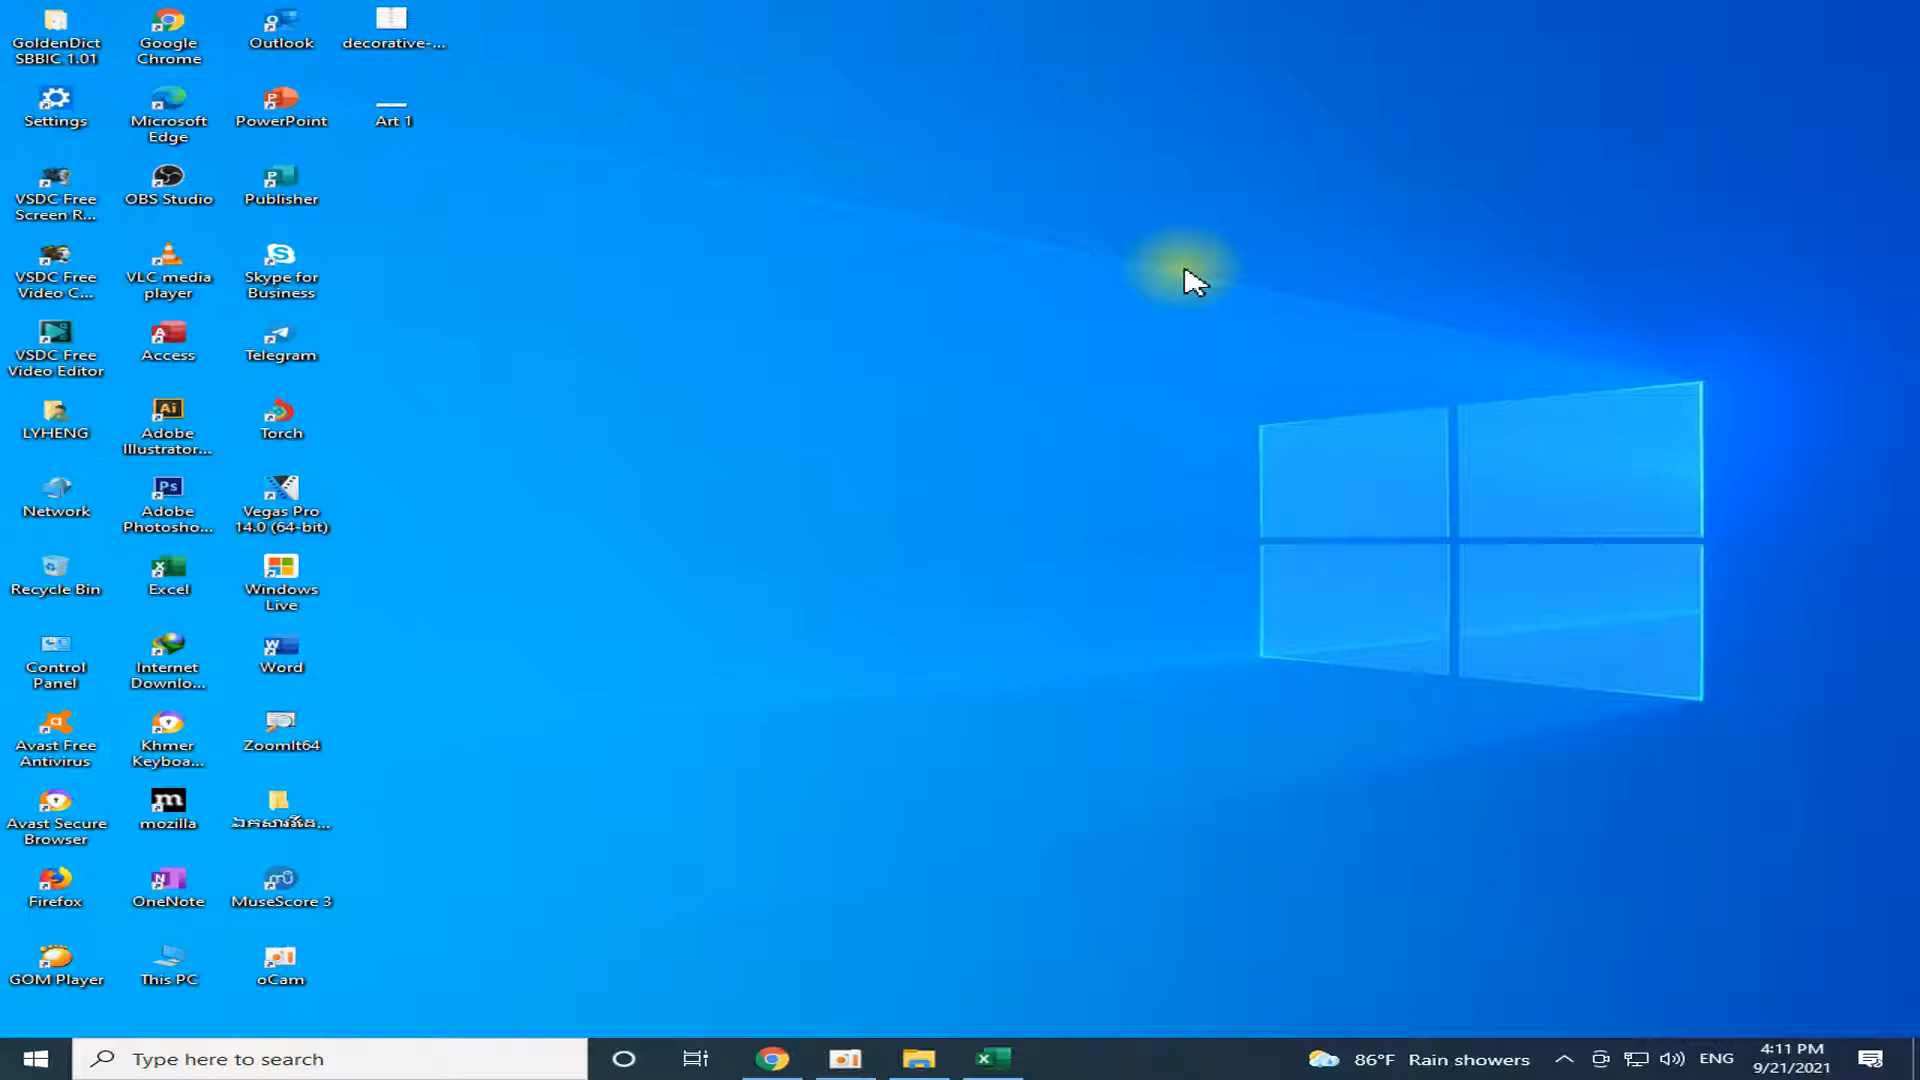 GoldenDict
SBBIC 1.01
Google
Chrome
Outlook
decorative-...
Settings
Microsoft
Edge
PowerPoint
Art 1
VSDC Free
Screen R...
OBS Studio
Publisher
VSDC Free
Video C...
VLC media
player
Skype for
Business
VSDC Free
Video Editor
Access
Telegram
LYHENG
Adobe
Illustrator...
Torch
Network
Adobe
Photosho...
Vegas Pro
14.0 (64-bit)
Recycle Bin
Excel
Windows
Live
Control
Panel
Internet
Downlo...
Word
Avast Free
Antivirus
Khmer
Keyboa...
ZoomIt64
Avast Secure
Browser
mozilla
Firefox
OneNote
MuseScore 3
GOM Player
This PC
oCam
Type here to search
86°F Rain showers
ENG
4:11 PM
9/21/2021